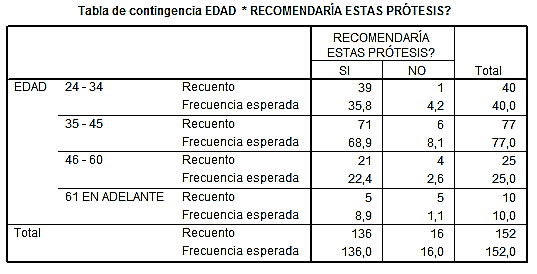 Tabla de contingencia EDAD * RECOMENDARÍA ESTAS PRÓTESIS?
RECOMENDARÍA
ESTAS PRÓTESIS?
SI NO Total
EDAD 24 - 34 Recuento 39 1 40
Frecuencia esperada 35,8 4,2 40,0
35 - 45 Recuento 71 6 77
Frecuencia esperada 68,9 8,1 77,0
46 - 60 Recuento 21 4 25
Frecuencia esperada 22,4 2,6 25,0
61 EN ADELANTE Recuento 5 5 10
Frecuencia esperada 8,9 1,1 10,0
Total Recuento 136 16 152
Frecuencia esperada 136,0 16,0 152,0